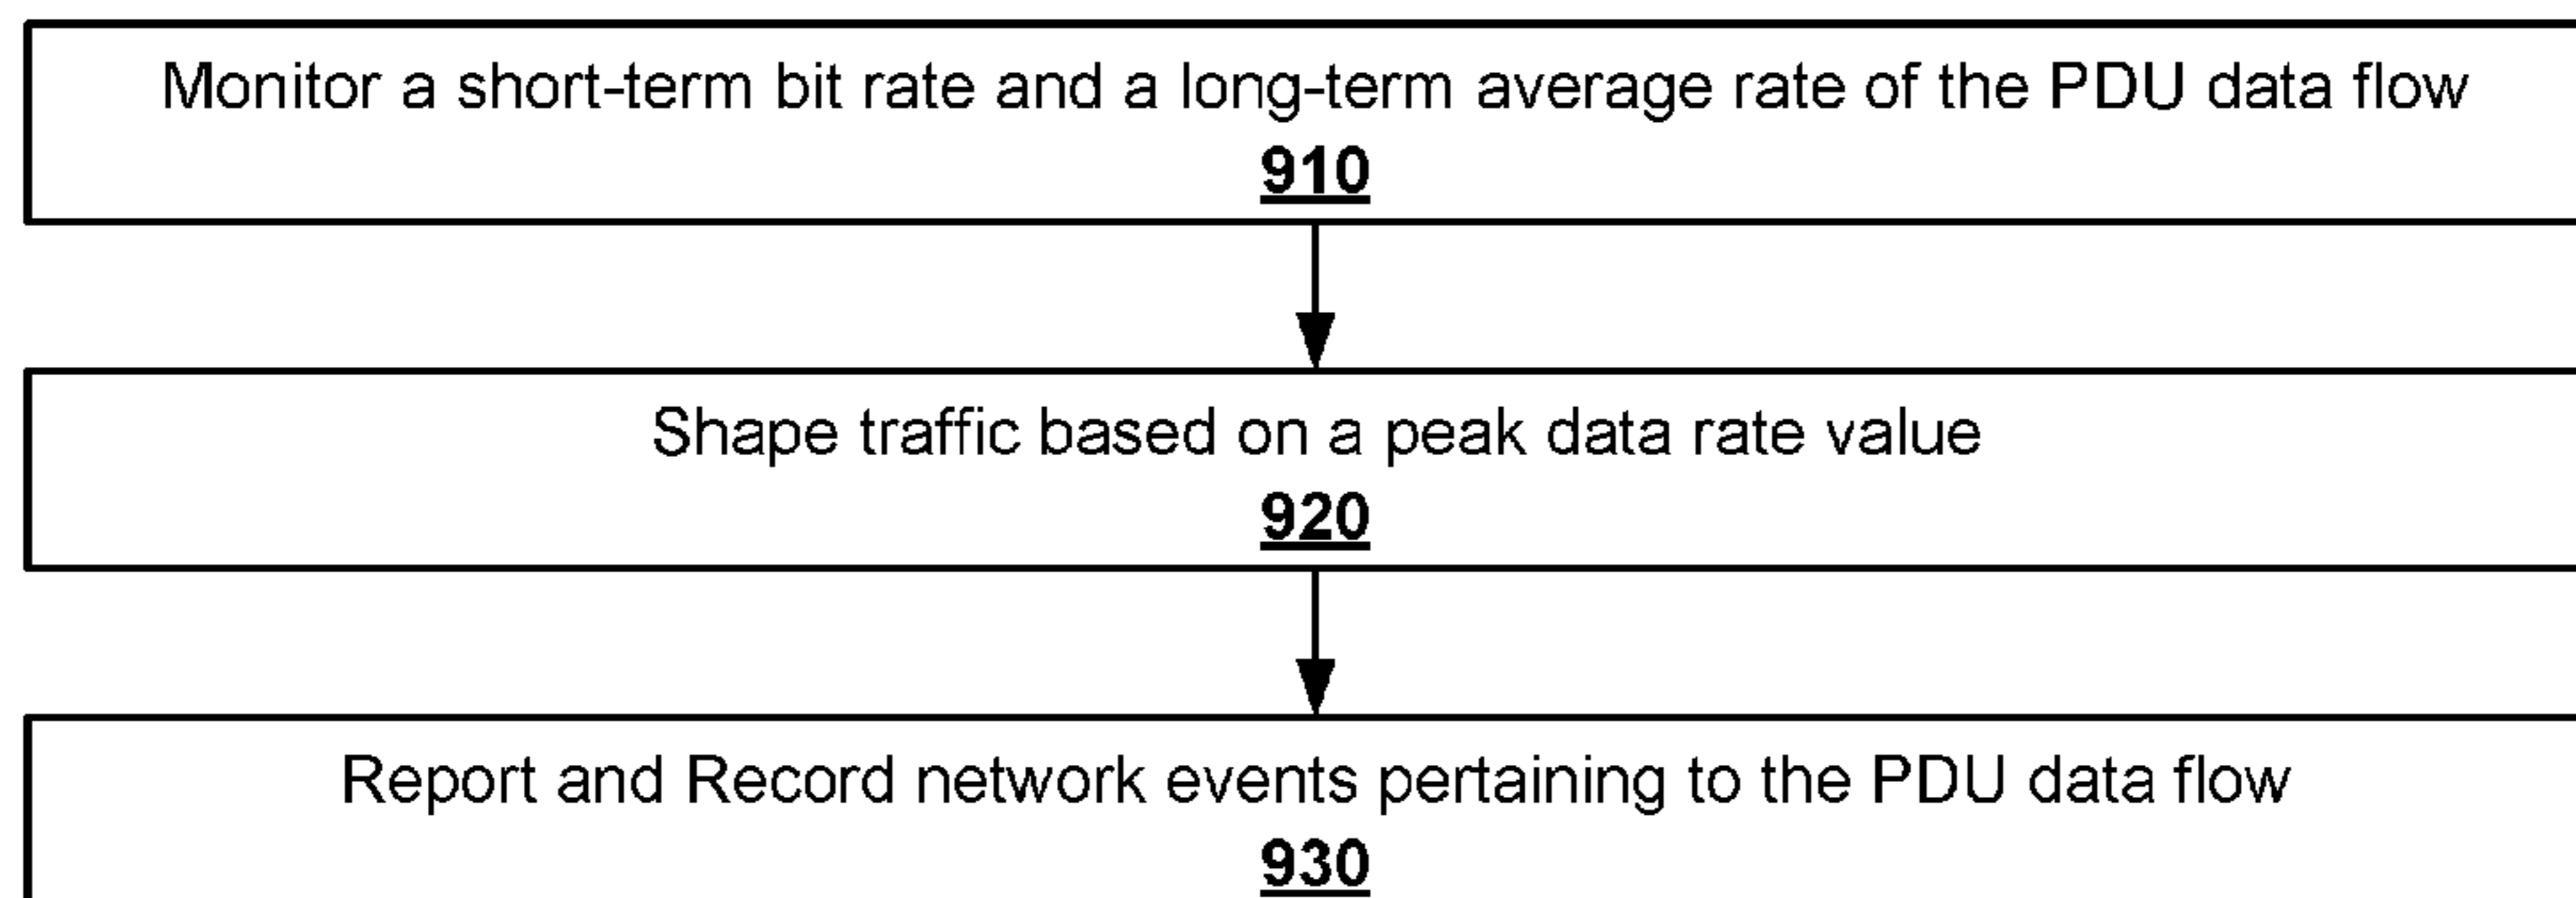 Monitor a short-term bit rate and a long-term average rate of the PDU data flow
910
Shape traffic based on a peak data rate value
920
Report and Record network events pertaining to the PDU data flow
930